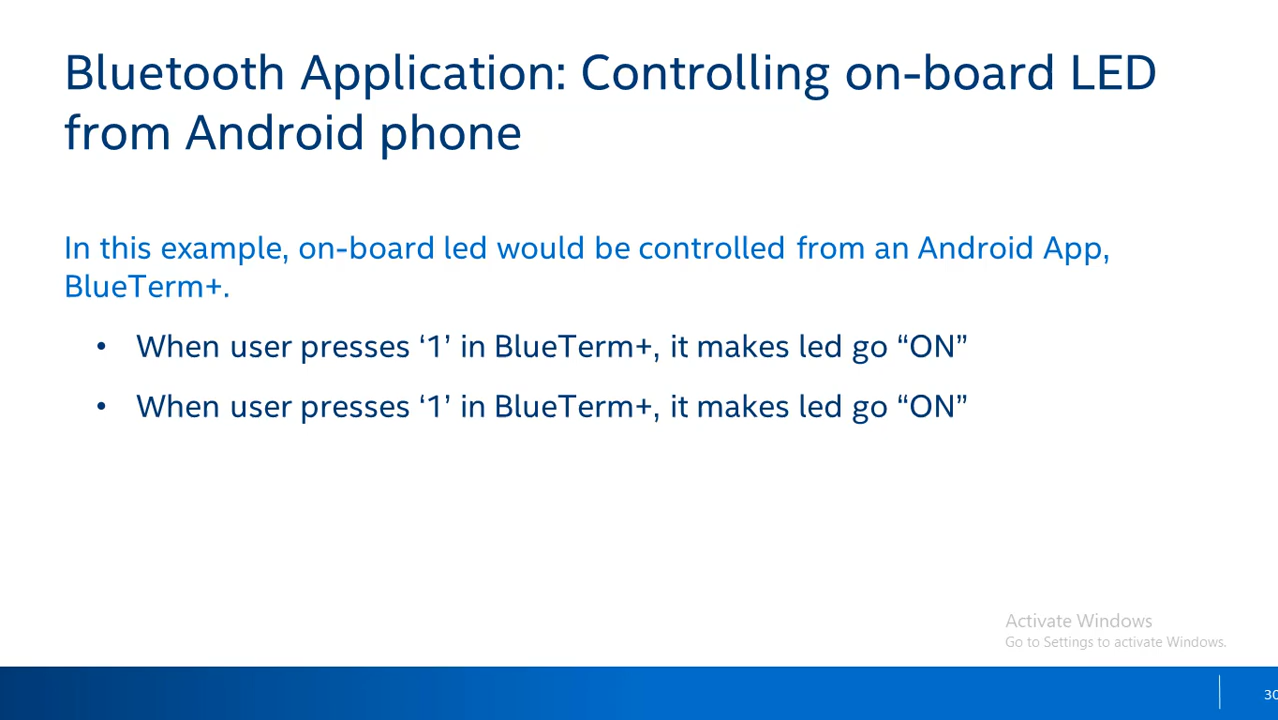 Bluetooth Application: Controlling on-board LED
from Android phone
In this example, on-board led would be controlled from an Android App,
BlueTerm+.
• When user presses ‘1’ in BlueTerm+, it makes led go “ON”
• When user presses ‘1’ in BlueTerm+, it makes led go “ON”
Activate Windows
Go to Settings to activate Windows.
30